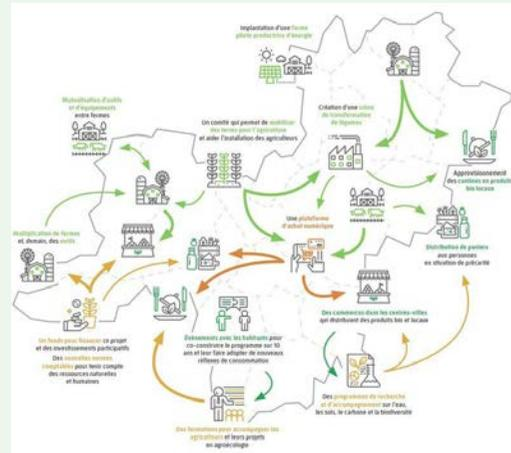 Implantation d'une ferme
pilote productrice d'énergie
Mutualisation d'outils
et d'équipements
entre fermes
Un comité qui permet de mobiliser
des terres pour l'agriculture
et aider l'installation des agriculteurs
Création d'une usine
de transformation
de légumes
Approvisionnement
des cantines en produits
bio locaux
Multiplication de fermes
et, demain, des outils
Une plateforme
d'achat numérique
Distribution de paniers
aux personnes
en situation de précarité
Des commerces dans les centres-villes
qui distribuent des produits bio et locaux
Un fonds pour financer ce projet
et des investissements participatifs
Des nouvelles normes
comptables pour tenir compte
des ressources naturelles
et humaines
Évènements avec les habitants pour
co-construire le programme sur 10
ans et leur faire adopter de nouveaux
réflexes de consommation
Des programmes de recherche
et d'accompagnement sur l'eau,
les sols, le carbone et la biodiversité
Des formations pour accompagner les
agriculteurs et leurs projets
en agroécologie